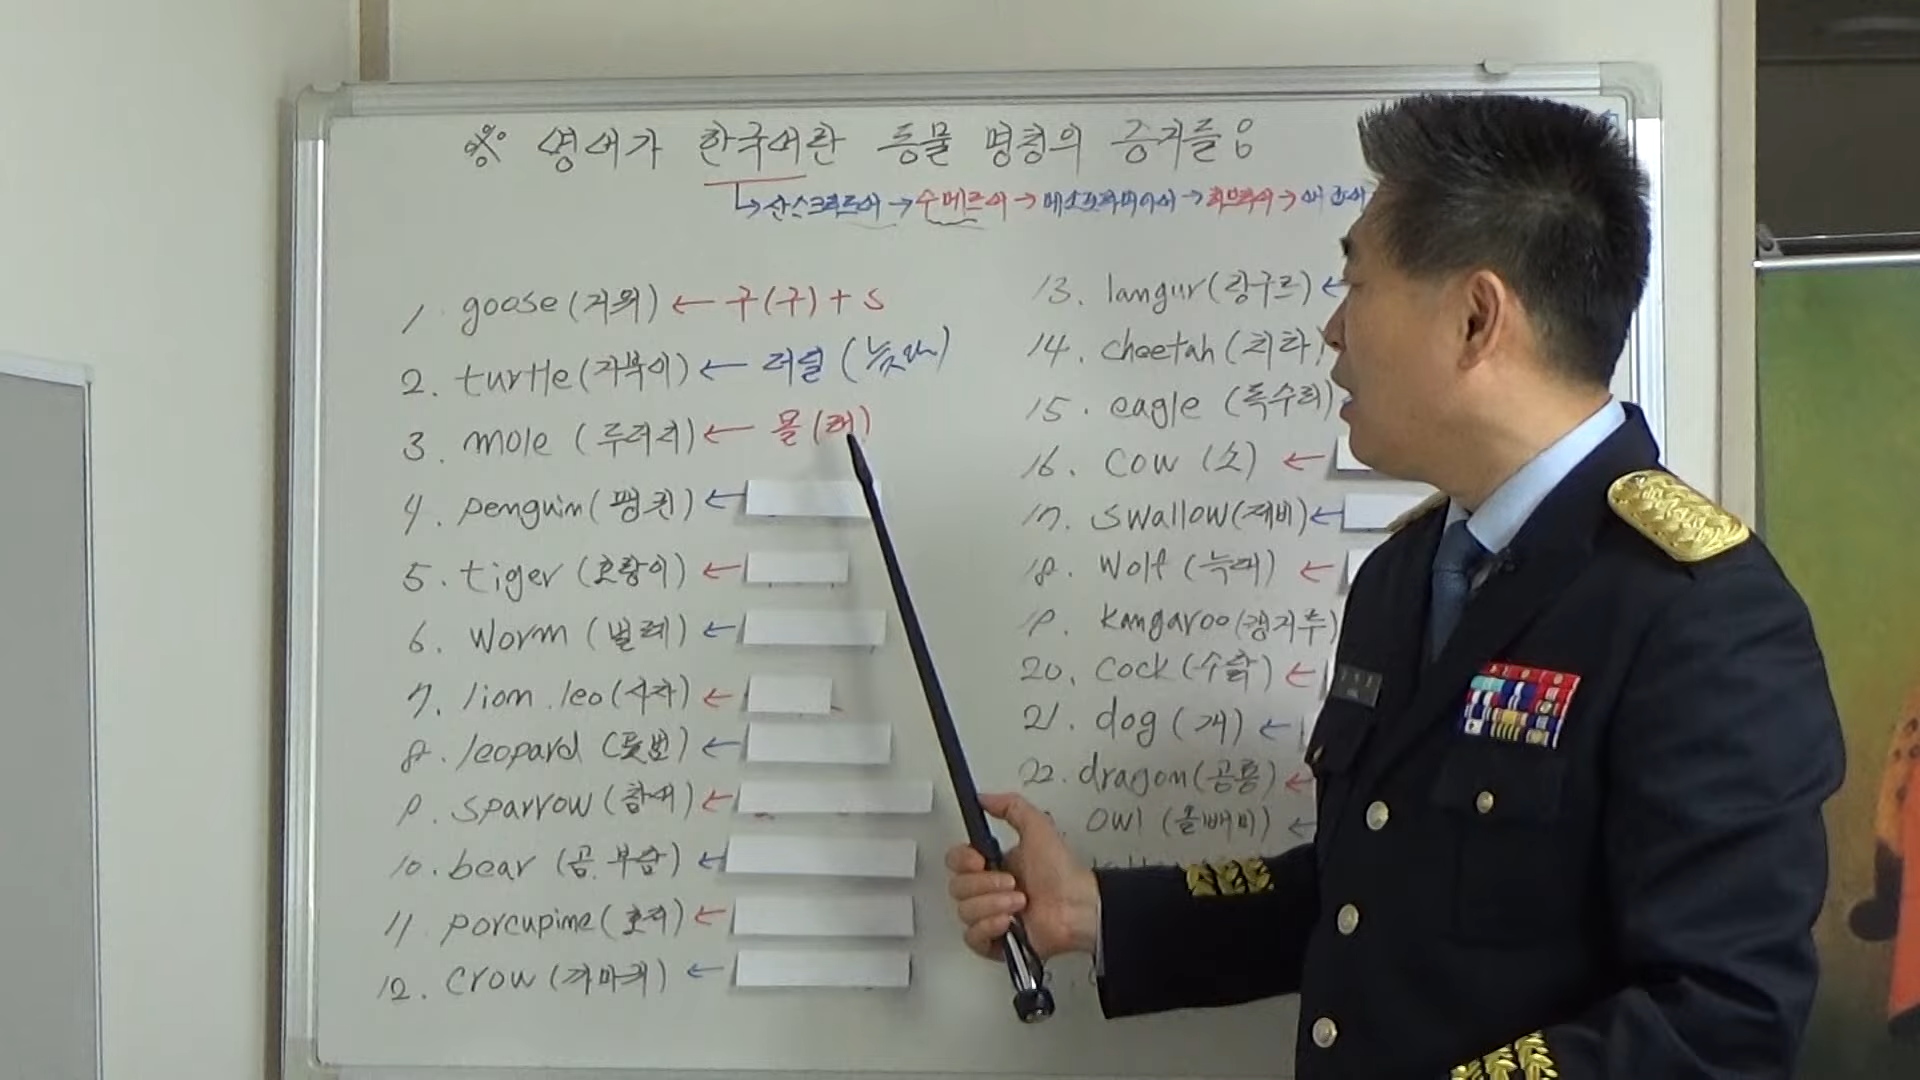 ※ 영어가 한국어란 동물 명칭의 증거들
→산스크리트어→수메르어→메소포타미아어→히브리어→
1. goose(거위) ← 구(구)+s
2. turtle(거북이) ← 터덜(늦다)
3. mole (두더지) ← 몰(래)
4. penguin(펭귄) ←
5. tiger (호랑이) ←
6. worm (벌레) ←
7. lion. leo(사자) ←
8. leopard (표범) ←
9. sparrow(참새) ←
10. bear (곰. 부습) ←
11. porcupine(호저) ←
12. crow (까마귀) ←
13. langur(랑구르) ←
14. cheetah(치타)
15. eagle (독수리)
16. cow (소) ←
17. swallow(제비) ←
18. wolf (늑대) ←
19. kangaroo(캥거루)
20. cock (수탉) ←
21. dog (개) ←
22. dragon(공룡) ←
owl (올빼미) ←